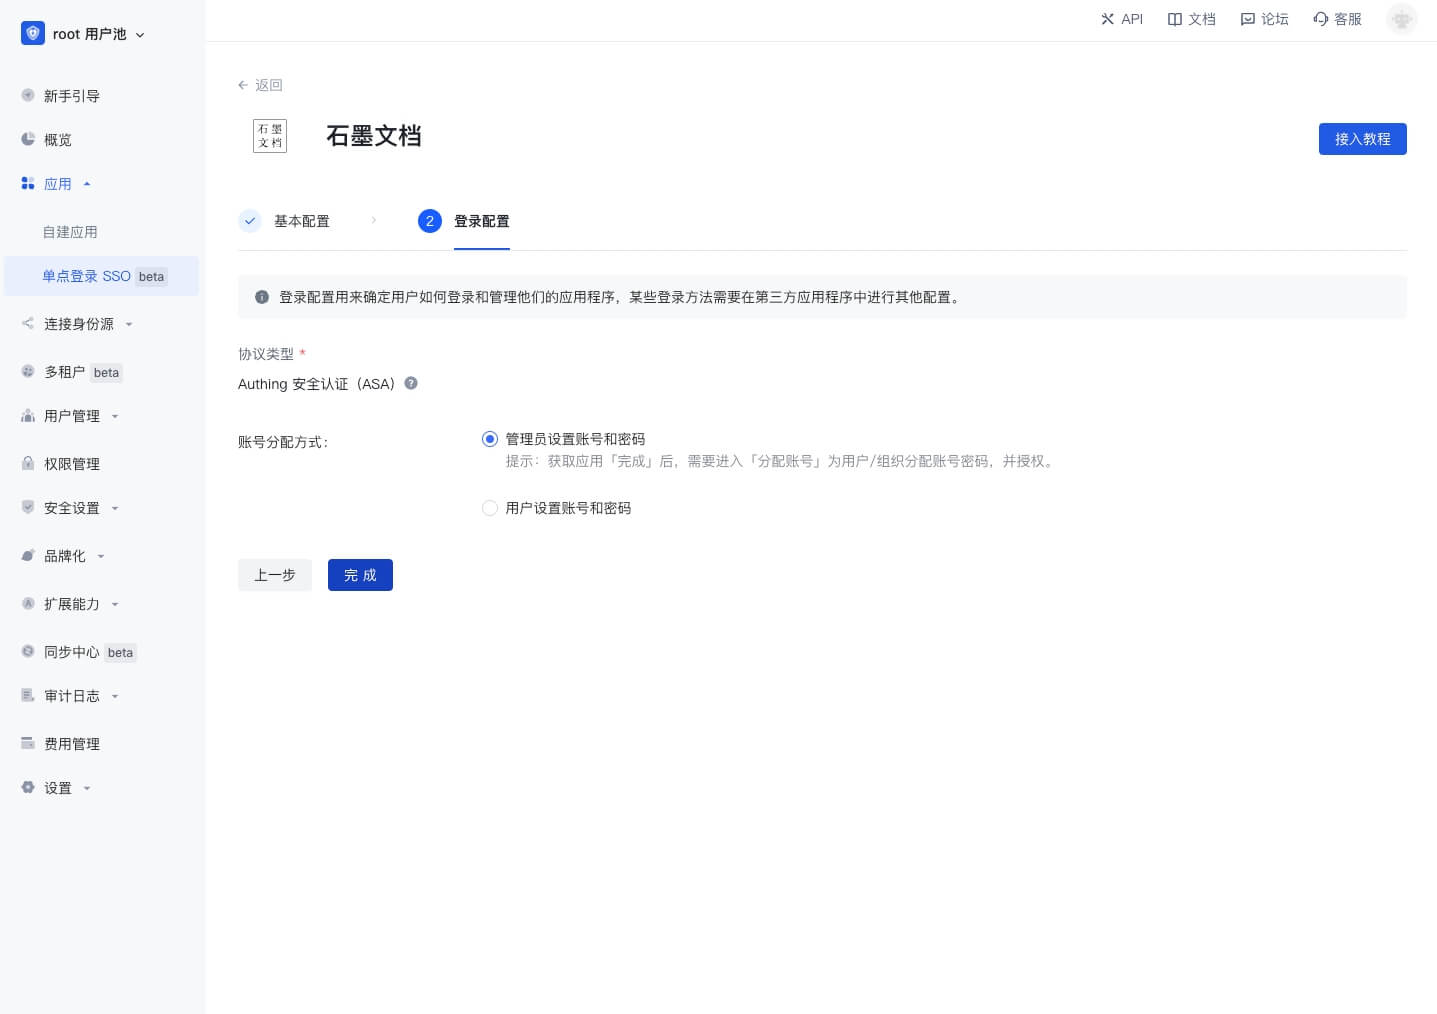 root 用户池
API
文档
论坛
客服
新手引导
概览
应用
自建应用
单点登录 SSO beta
连接身份源
多租户 beta
用户管理
权限管理
安全设置
品牌化
扩展能力
同步中心 beta
审计日志
费用管理
设置
返回
石墨
文档
石墨文档
接入教程
基本配置
2 登录配置
登录配置用来确定用户如何登录和管理他们的应用程序，某些登录方法需要在第三方应用程序中进行其他配置。
协议类型 *
Authing 安全认证（ASA）
账号分配方式：
管理员设置账号和密码
提示：获取应用「完成」后，需要进入「分配账号」为用户/组织分配账号密码，并授权。
用户设置账号和密码
上一步
完 成